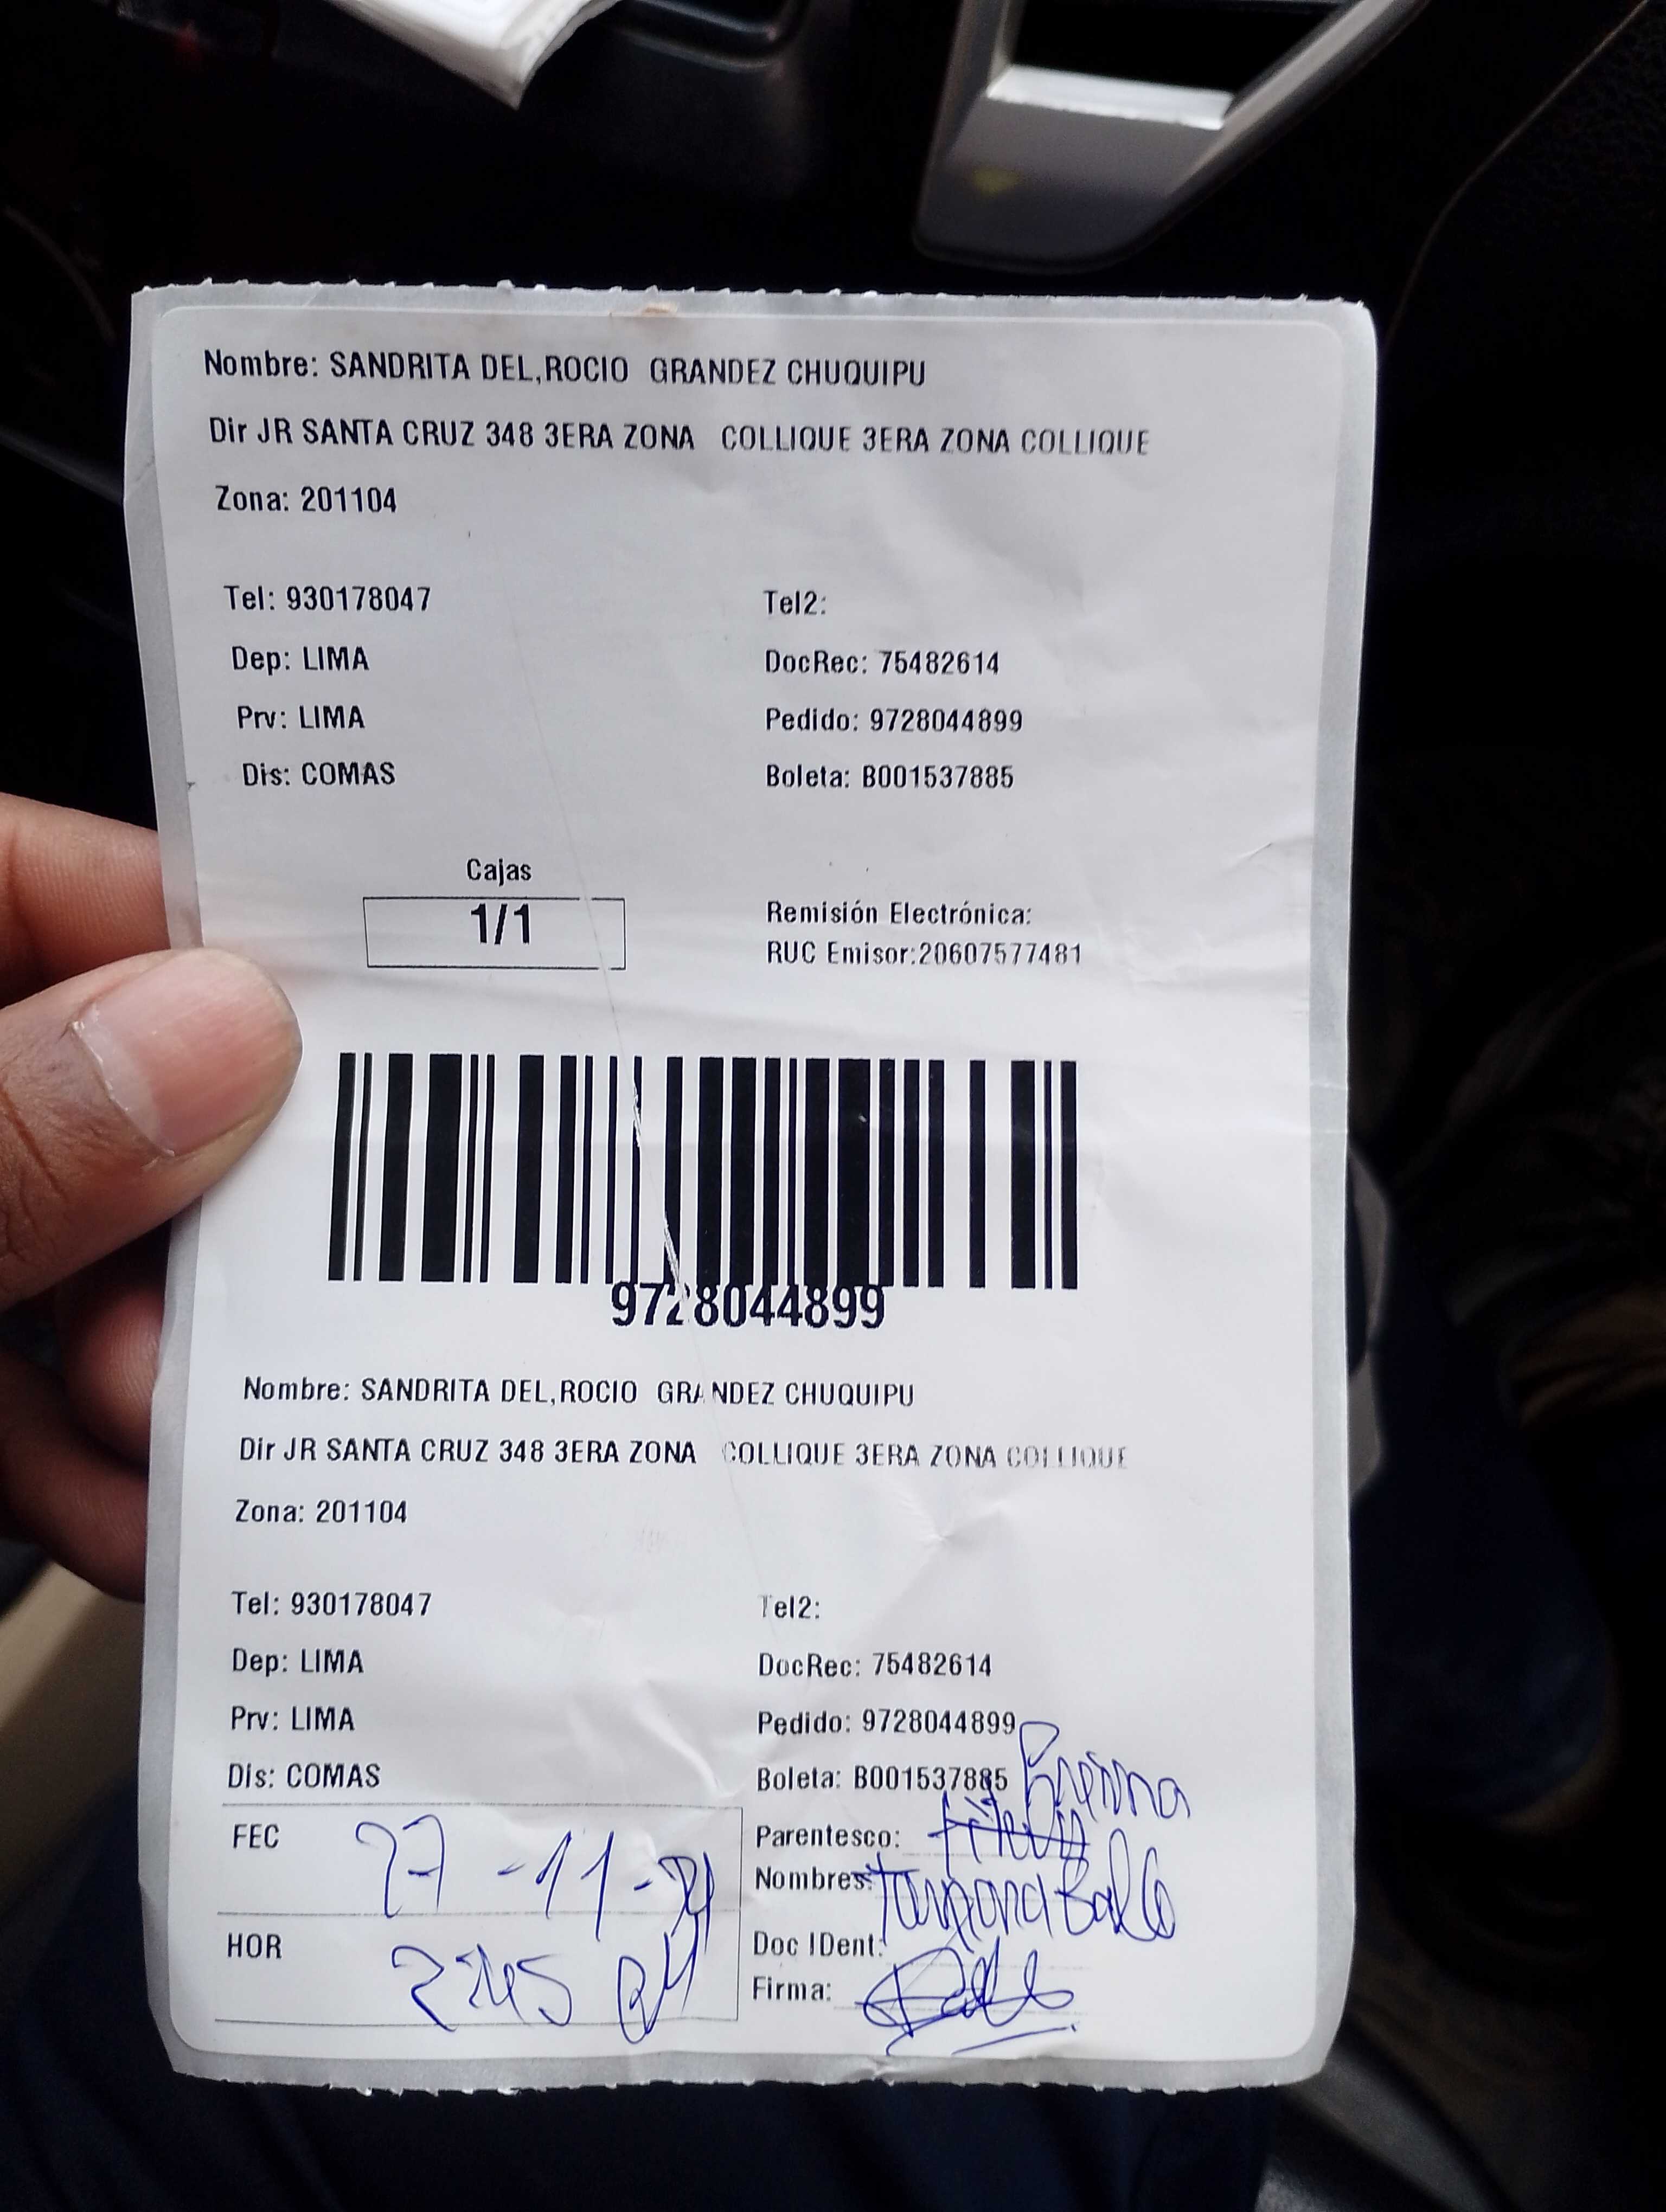 Nombre: SANDRITA DEL,ROCIO GRANDEZ CHUQUIPU
Dir JR SANTA CRUZ 348 3ERA ZONA COLLIQUE 3ERA ZONA COLLIQUE
Zona: 201104
Tel: 930178047 Tel2:
Dep: LIMA DocRec: 75482614
Prv: LIMA Pedido: 9728044899
Dis: COMAS Boleta: B001537885
Cajas
1/1
Remisión Electrónica:
RUC Emisor:20607577481
9728044899
Nombre: SANDRITA DEL,ROCIO GRANDEZ CHUQUIPU
Dir JR SANTA CRUZ 348 3ERA ZONA COLLIQUE 3ERA ZONA COLLIQUE
Zona: 201104
Tel: 930178047 Tel2:
Dep: LIMA DocRec: 75482614
Prv: LIMA Pedido: 9728044899
Dis: COMAS Boleta: B001537885
FEC 27-11-21 Parentesco:
Nombres:
HOR Doc IDent:
Firma: